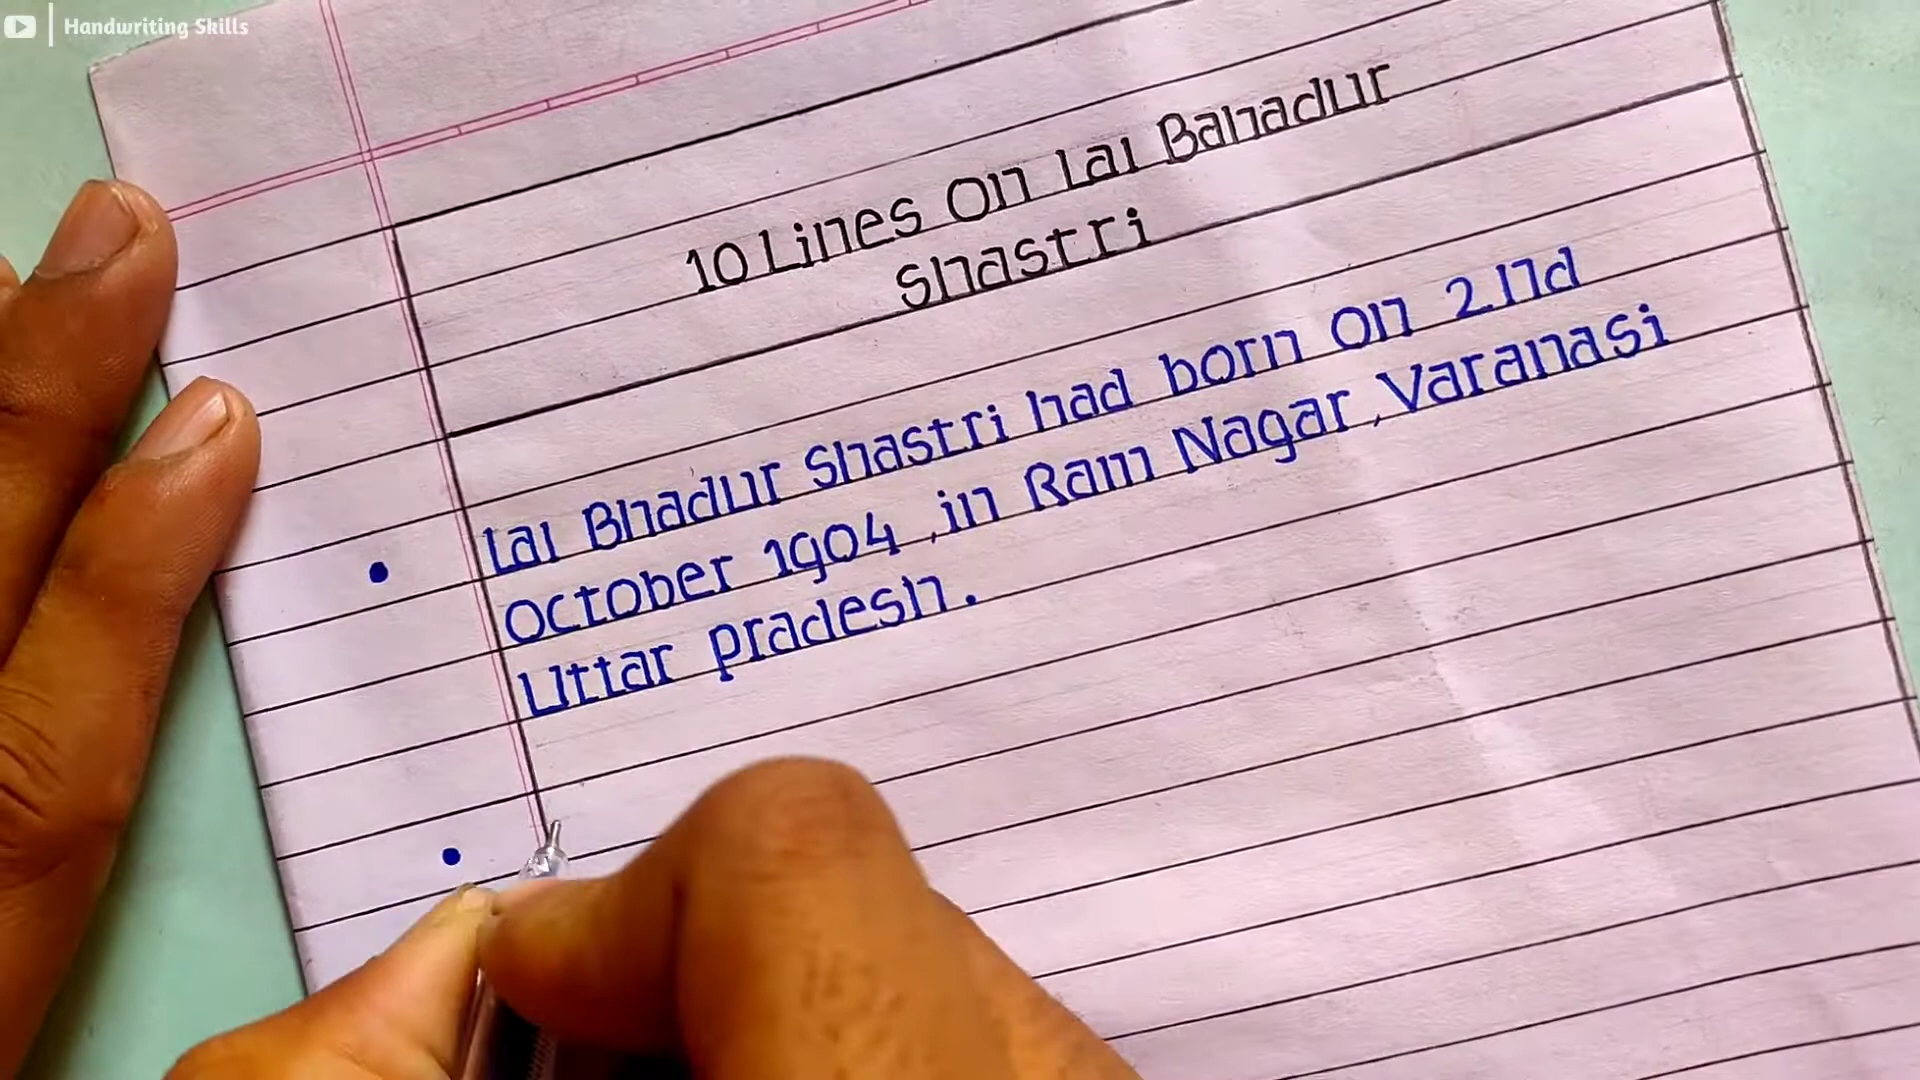 Handwriting Skills
10 Lines On Lal Bahadur
Shastri
Lal Bhadur Shastri had born on 2nd
October 1904, in Ram Nagar, Varanasi
Uttar pradesh.